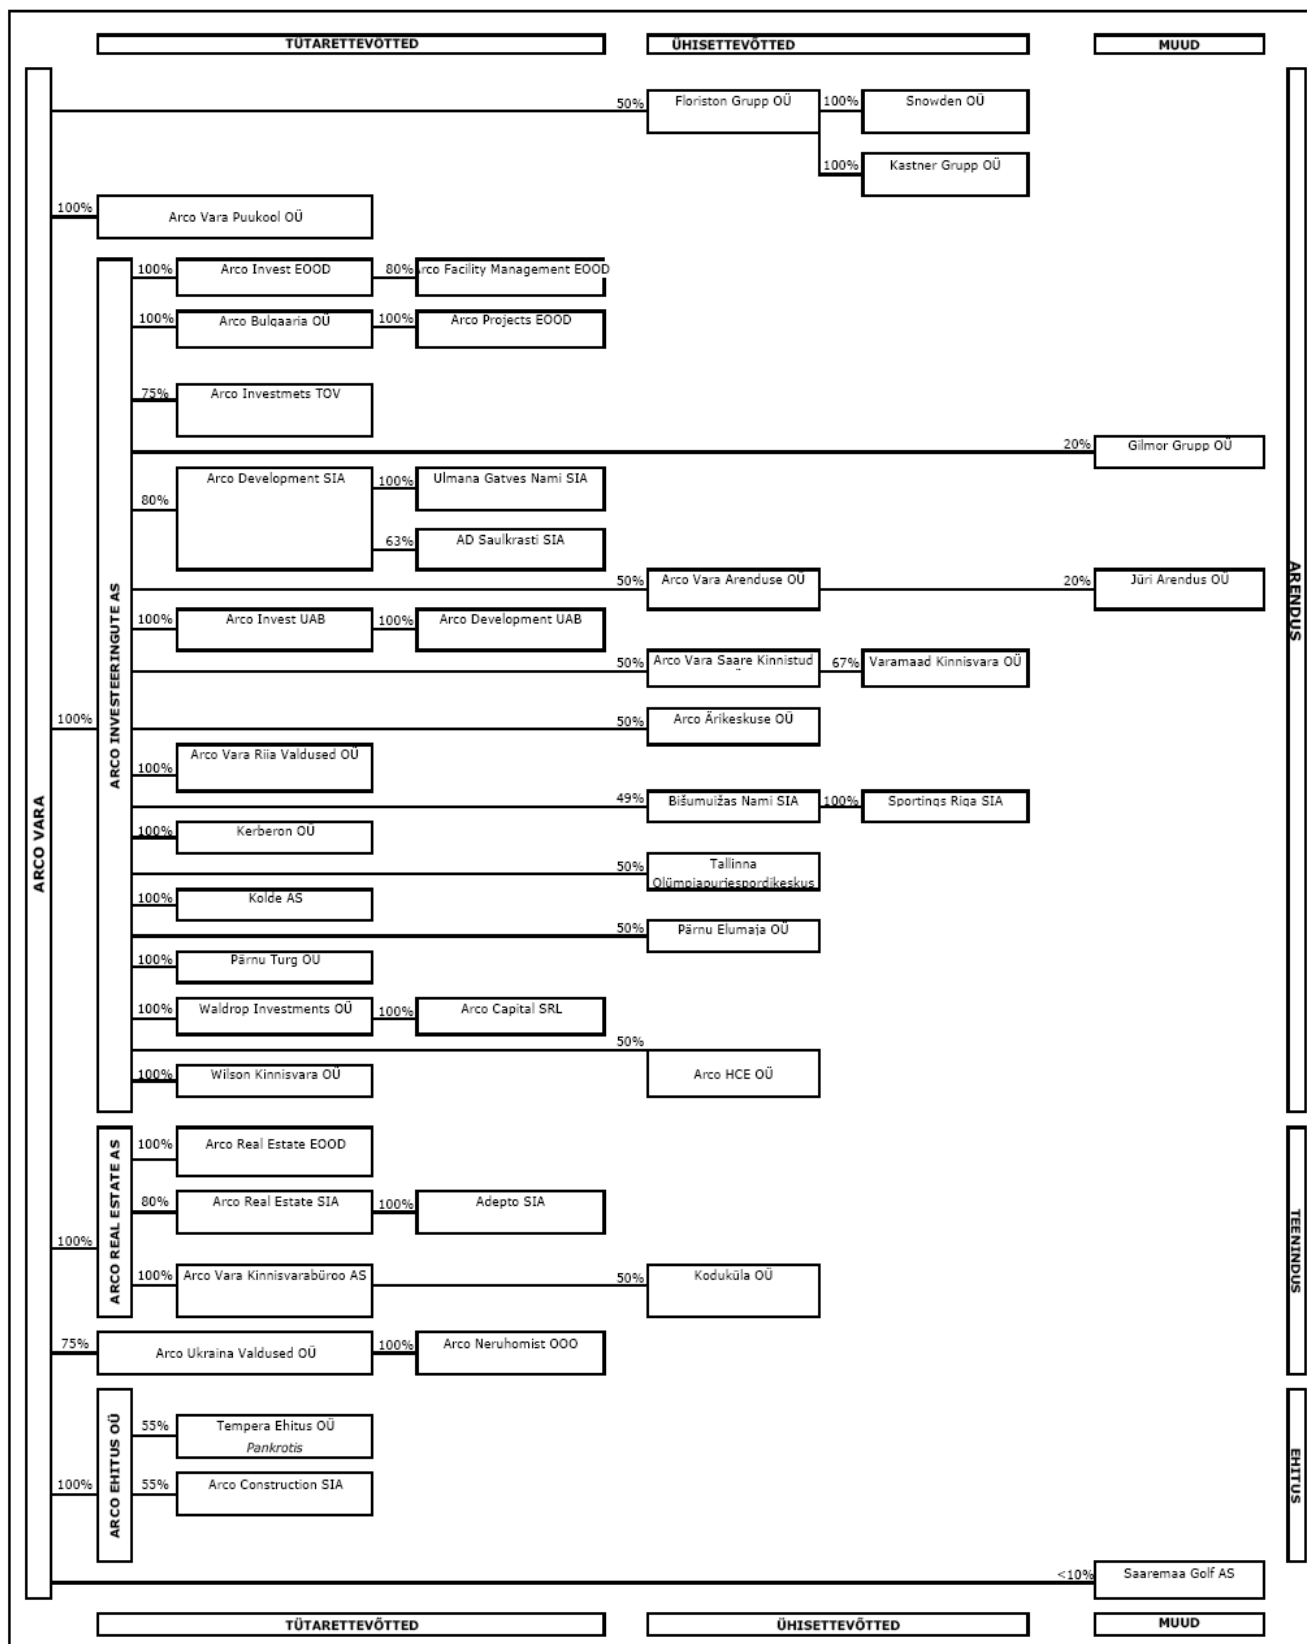 TÜTARETTEVÕTTED ÜHISETTEVÕTTED MUUD
50% Floriston Grupp OÜ 100% Snowden OÜ
100% Kastner Grupp OÜ
100% Arco Vara Puukool OÜ
100% Arco Invest EOOD 80% Arco Facility Management EOOD
100% Arco Bulgaaria OÜ 100% Arco Projects EOOD
75% Arco Investmets TOV
20% Gilmor Grupp OÜ
80% Arco Development SIA 100% Ulmana Gatves Nami SIA
63% AD Saulkrasti SIA
50% Arco Vara Arenduse OÜ 20% Jüri Arendus OÜ
100% Arco Invest UAB 100% Arco Development UAB
50% Arco Vara Saare Kinnistud 67% Varamaad Kinnisvara OÜ
100%
50% Arco Ärikeskuse OÜ
100% Arco Vara Riia Valdused OÜ
49% Bišumuižas Nami SIA 100% Sportings Riga SIA
100% Kerberon OÜ
50% Tallinna
Olümpiapurjespordikeskus
100% Kolde AS
50% Pärnu Elumaja OÜ
100% Pärnu Turg OÜ
100% Waldrop Investments OÜ 100% Arco Capital SRL
50% Arco HCE OÜ
100% Wilson Kinnisvara OÜ
ARCO VARA
ARCO INVESTEERINGUTE AS
ARENDUS
100% Arco Real Estate EOOD
80% Arco Real Estate SIA 100% Adepto SIA
100%
100% Arco Vara Kinnisvarabüroo AS 50% Koduküla OÜ
ARCO REAL ESTATE AS
75% Arco Ukraina Valdused OÜ 100% Arco Neruhomist OOO
TEENINDUS
55% Tempera Ehitus OÜ
Pankrotis
100%
55% Arco Construction SIA
ARCO EHITUS OÜ
EHITUS
<10% Saaremaa Golf AS
TÜTARETTEVÕTTED ÜHISETTEVÕTTED MUUD